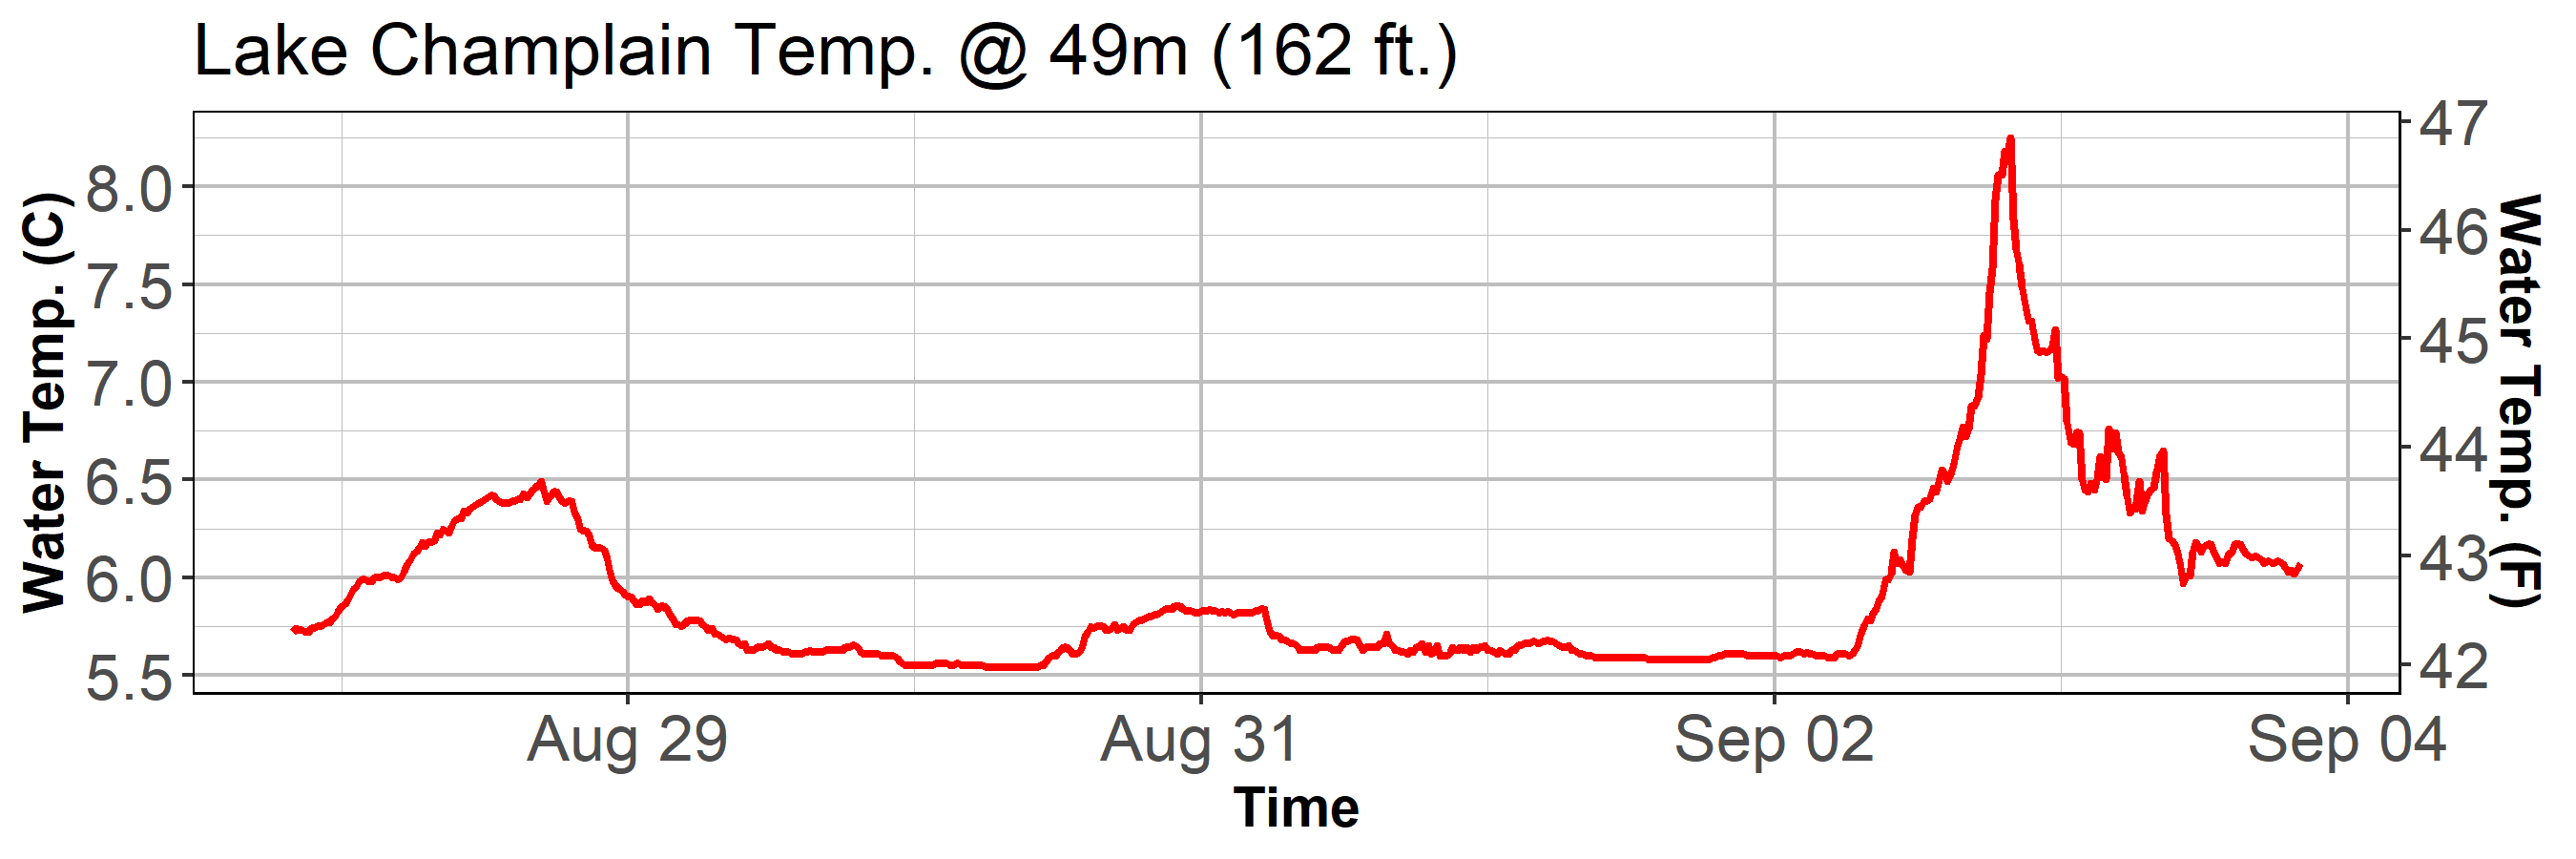 Lake Champlain Temp. @ 49m (162 ft.)
Water Temp. (C)
8.0
7.5
7.0
6.5
6.0
5.5
47
46
45
44
43
42
Water Temp. (F)
Aug 29 Aug 31 Sep 02 Sep 04
Time